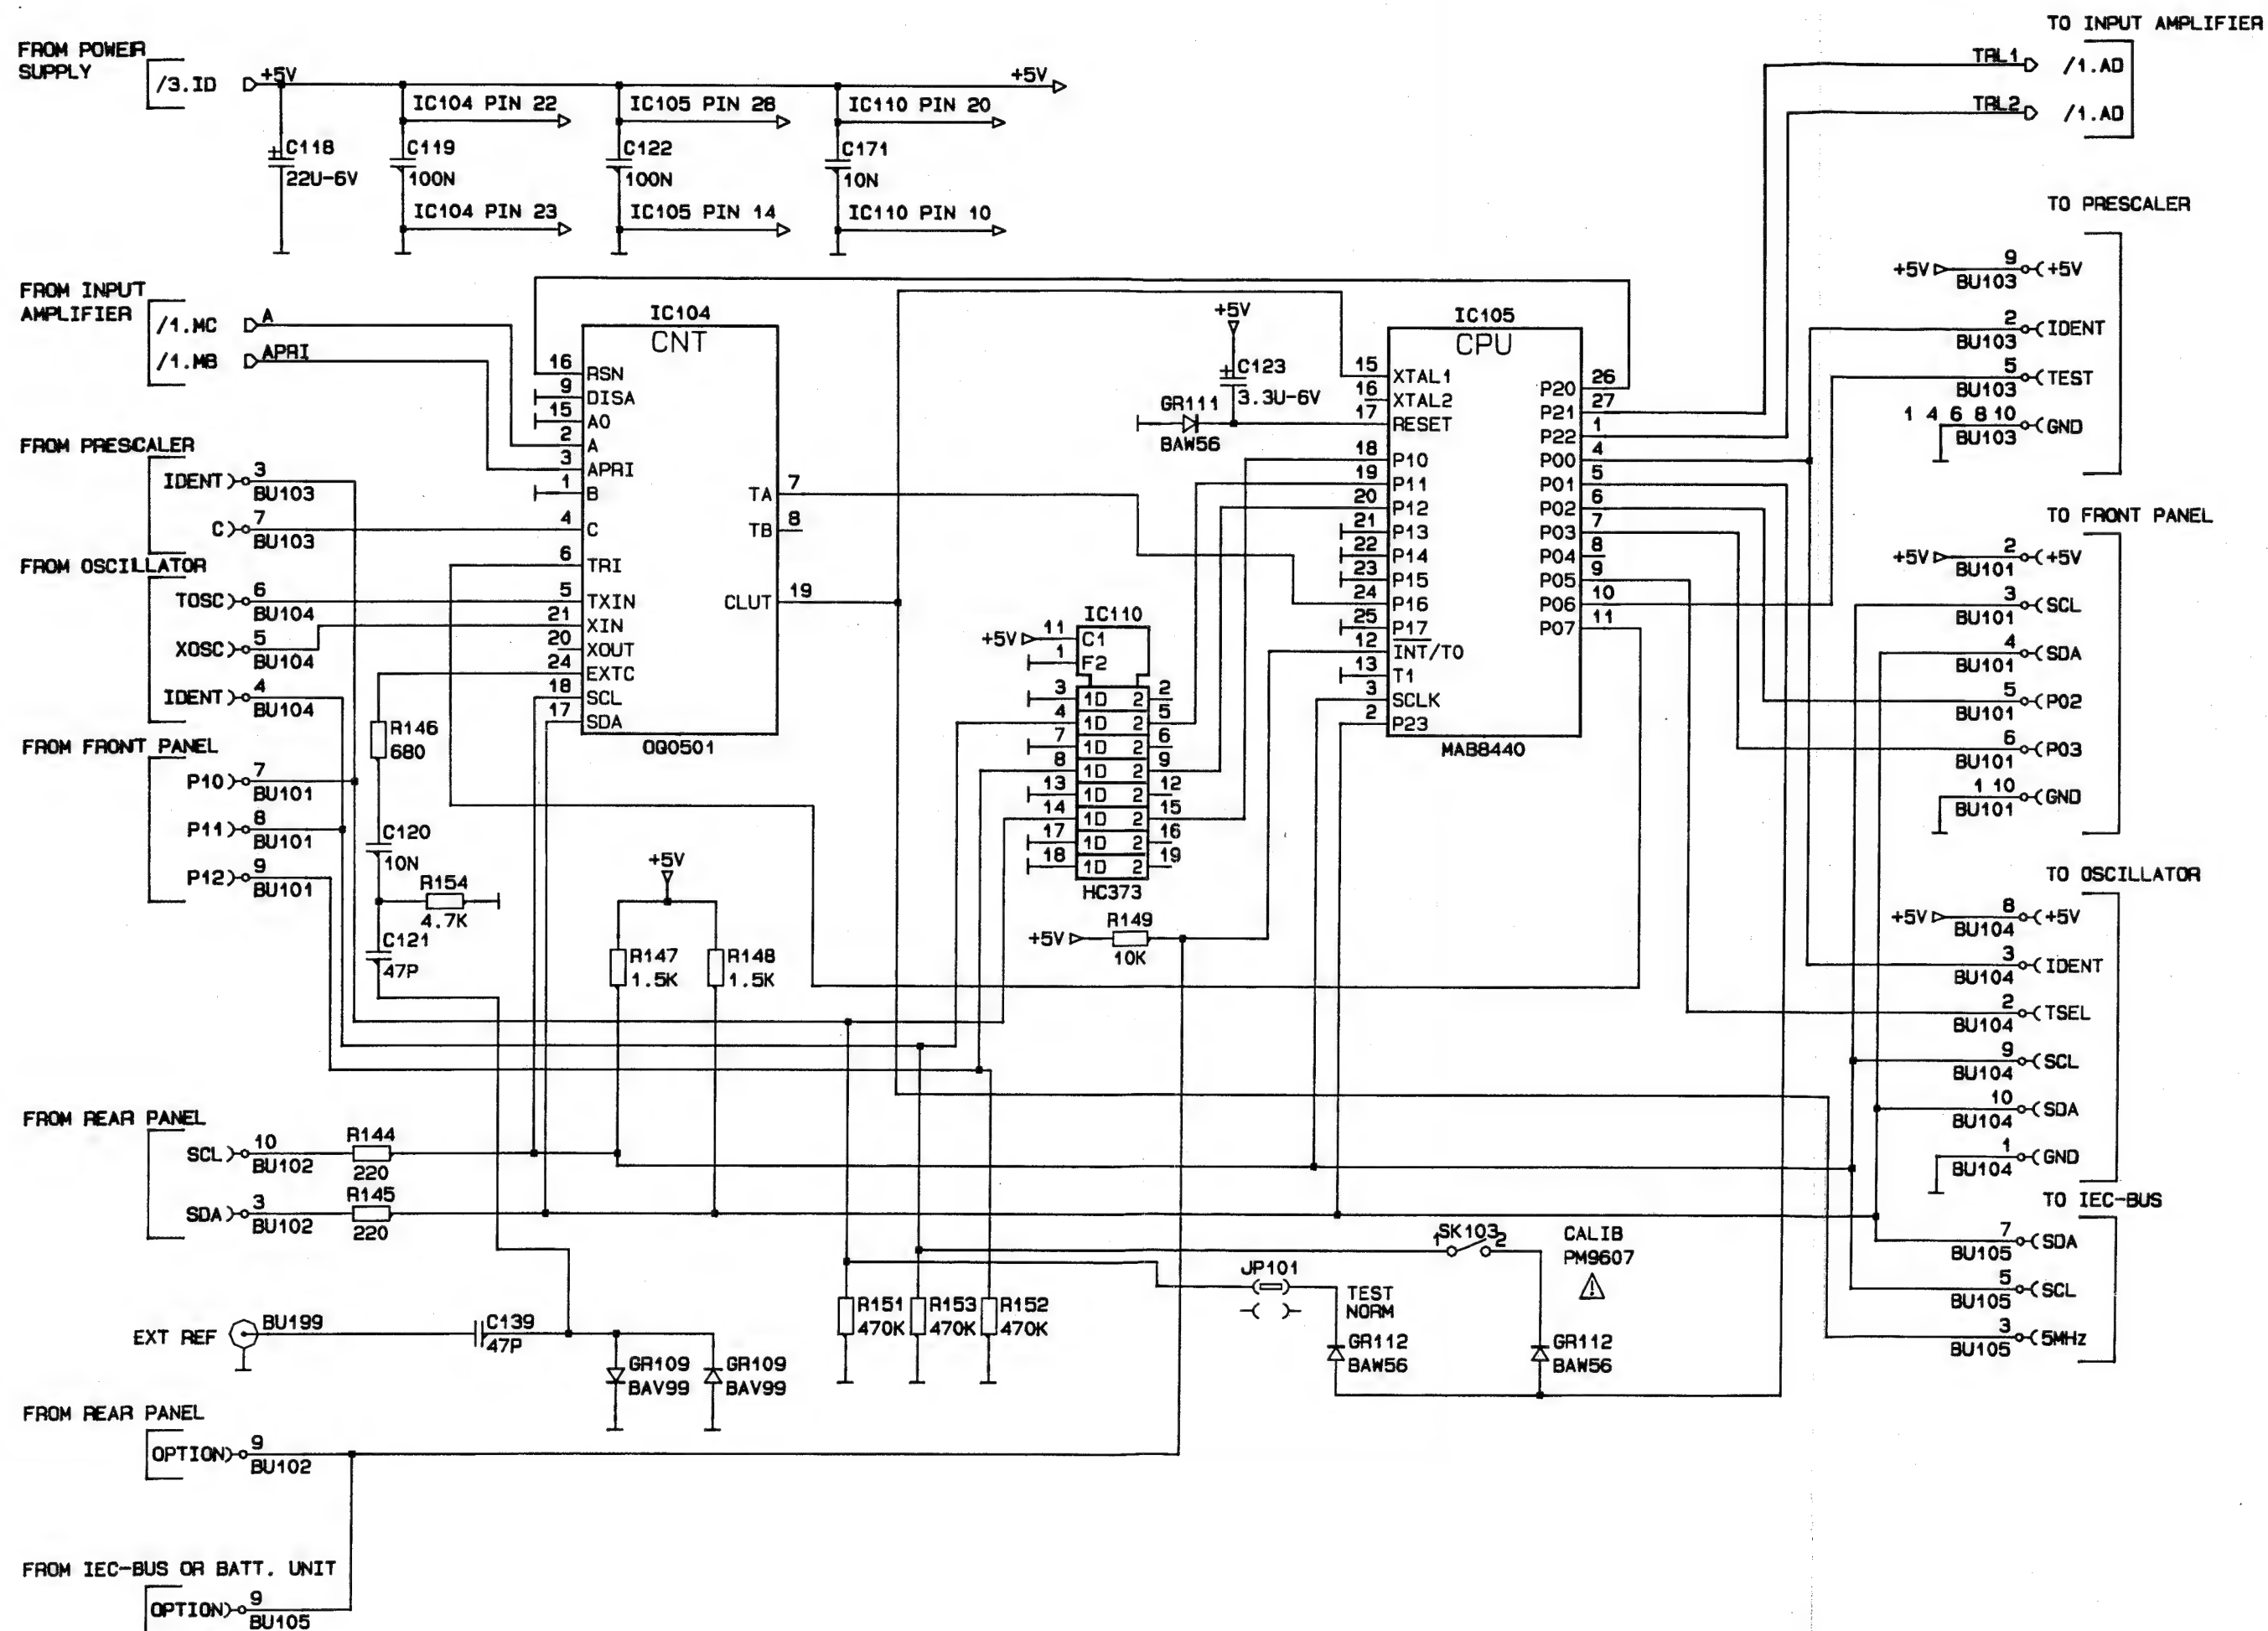 FROM POWER
SUPPLY
/3.ID
+5V
+5V
IC104 PIN 22
IC105 PIN 28
IC110 PIN 20
+
C118
22U-6V
C119
100N
C122
100N
C171
10N
IC104 PIN 23
IC105 PIN 14
IC110 PIN 10
FROM INPUT
AMPLIFIER
/1.MC
A
/1.MB
APRI
FROM PRESCALER
IDENT
3
BU103
C
7
BU103
FROM OSCILLATOR
TOSC
6
BU104
XOSC
5
BU104
IDENT
4
BU104
FROM FRONT PANEL
P10
7
BU101
P11
8
BU101
P12
9
BU101
IC104
CNT
16 RSN
9 DISA
15 A0
2 A
3 APRI
1 B
4 C
6 TRI
5 TXIN
21 XIN
20 XOUT
24 EXTC
18 SCL
17 SDA
TA 7
TB 8
CLUT 19
OQ0501
R146
680
C120
10N
R154
4.7K
C121
47P
+5V
R147
1.5K
R148
1.5K
+5V
+
C123
3.3U-6V
GR111
BAW56
IC105
CPU
15 XTAL1
16 XTAL2
17 RESET
18 P10
19 P11
20 P12
21 P13
22 P14
23 P15
24 P16
25 P17
12 INT/T0
13 T1
3 SCLK
2 P23
P20 26
P21 27
P22 1
P00 4
P01 5
P02 6
P03 7
P04 8
P05 9
P06 10
P07 11
MAB8440
IC110
+5V 11 C1
1 F2
3 1D 2 2
4 1D 2 5
7 1D 2 6
8 1D 2 9
13 1D 2 12
14 1D 2 15
17 1D 2 16
18 1D 2 19
HC373
+5V
R149
10K
TO INPUT AMPLIFIER
TRL1
/1.AD
TRL2
/1.AD
TO PRESCALER
+5V
9
BU103
+5V
2
BU103
IDENT
5
BU103
TEST
1 4 6 8 10
BU103
GND
TO FRONT PANEL
+5V
2
BU101
+5V
3
BU101
SCL
4
BU101
SDA
5
BU101
P02
6
BU101
P03
1 10
BU101
GND
TO OSCILLATOR
+5V
8
BU104
+5V
3
BU104
IDENT
2
BU104
TSEL
9
BU104
SCL
10
BU104
SDA
1
BU104
GND
TO IEC-BUS
7
BU105
SDA
5
BU105
SCL
3
BU105
5MHz
FROM REAR PANEL
SCL
10
BU102
R144
220
SDA
3
BU102
R145
220
EXT REF
BU199
C139
47P
GR109
BAV99
GR109
BAV99
R151
470K
R153
470K
R152
470K
JP101
TEST
NORM
GR112
BAW56
1 SK103 2
CALIB
PM9607
GR112
BAW56
FROM REAR PANEL
OPTION
9
BU102
FROM IEC-BUS OR BATT. UNIT
OPTION
9
BU105